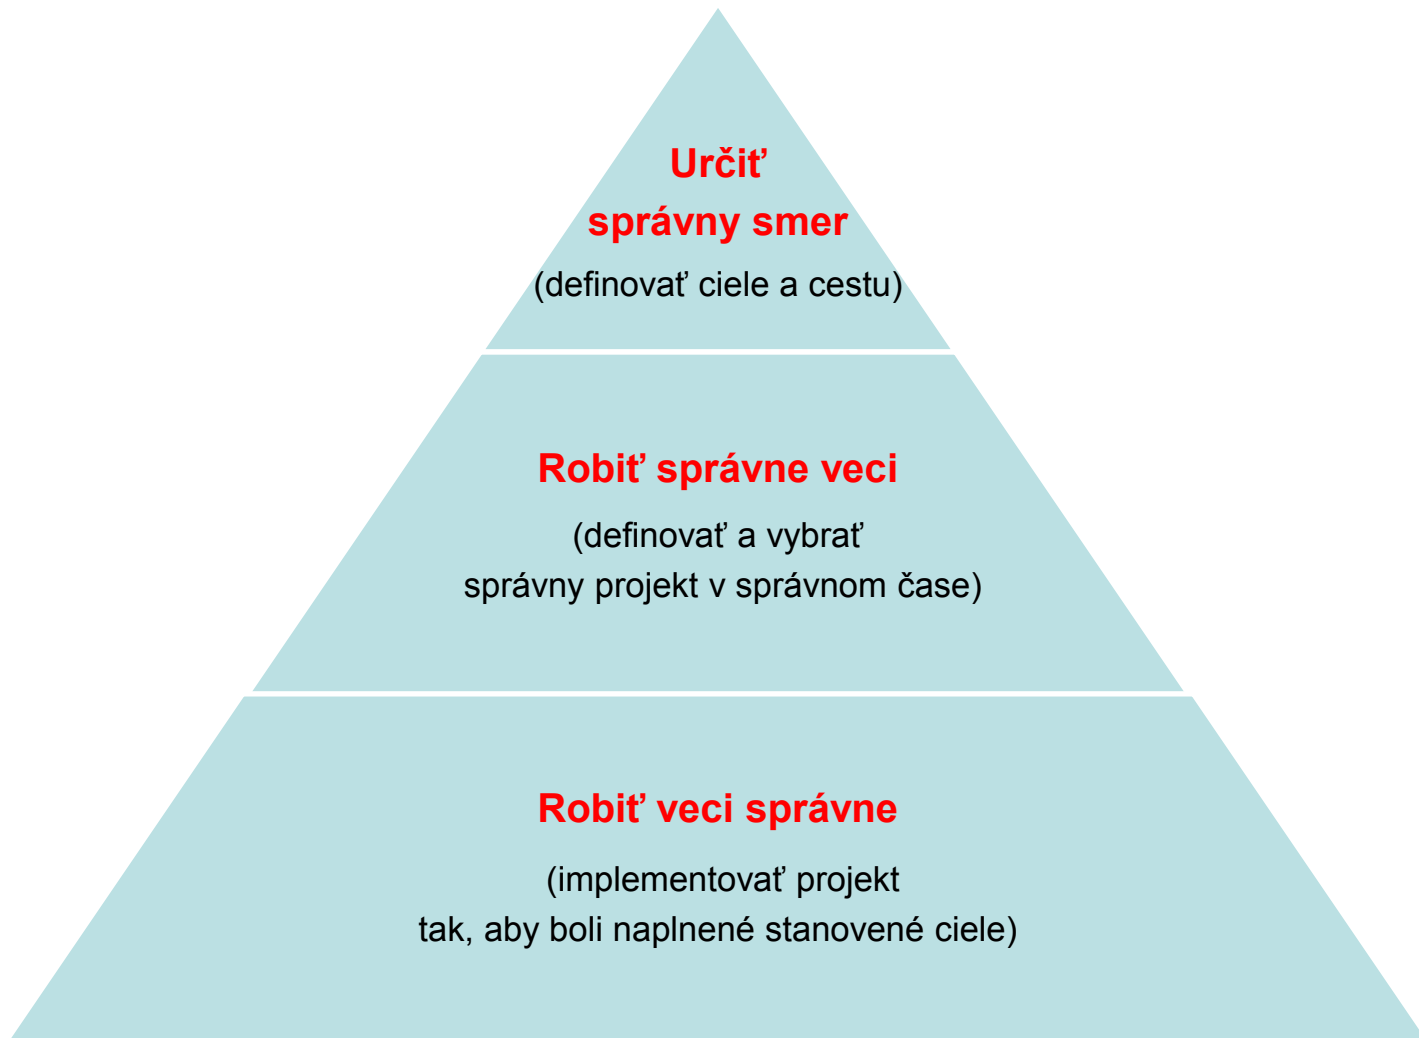 Určiť
správny smer
(definovať ciele a cestu)
Robiť správne veci
(definovať a vybrať
správny projekt v správnom čase)
Robiť veci správne
(implementovať projekt
tak, aby boli naplnené stanovené ciele)